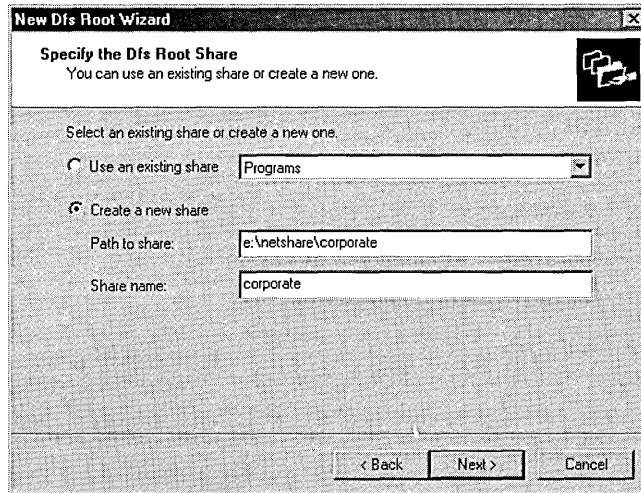 New Dfs Root Wizard
Specify the Dfs Root Share
You can use an existing share or create a new one.
Select an existing share or create a new one.
Use an existing share Programs
Create a new share
Path to share: e:\netshare\corporate
Share name: corporate
< Back Next > Cancel